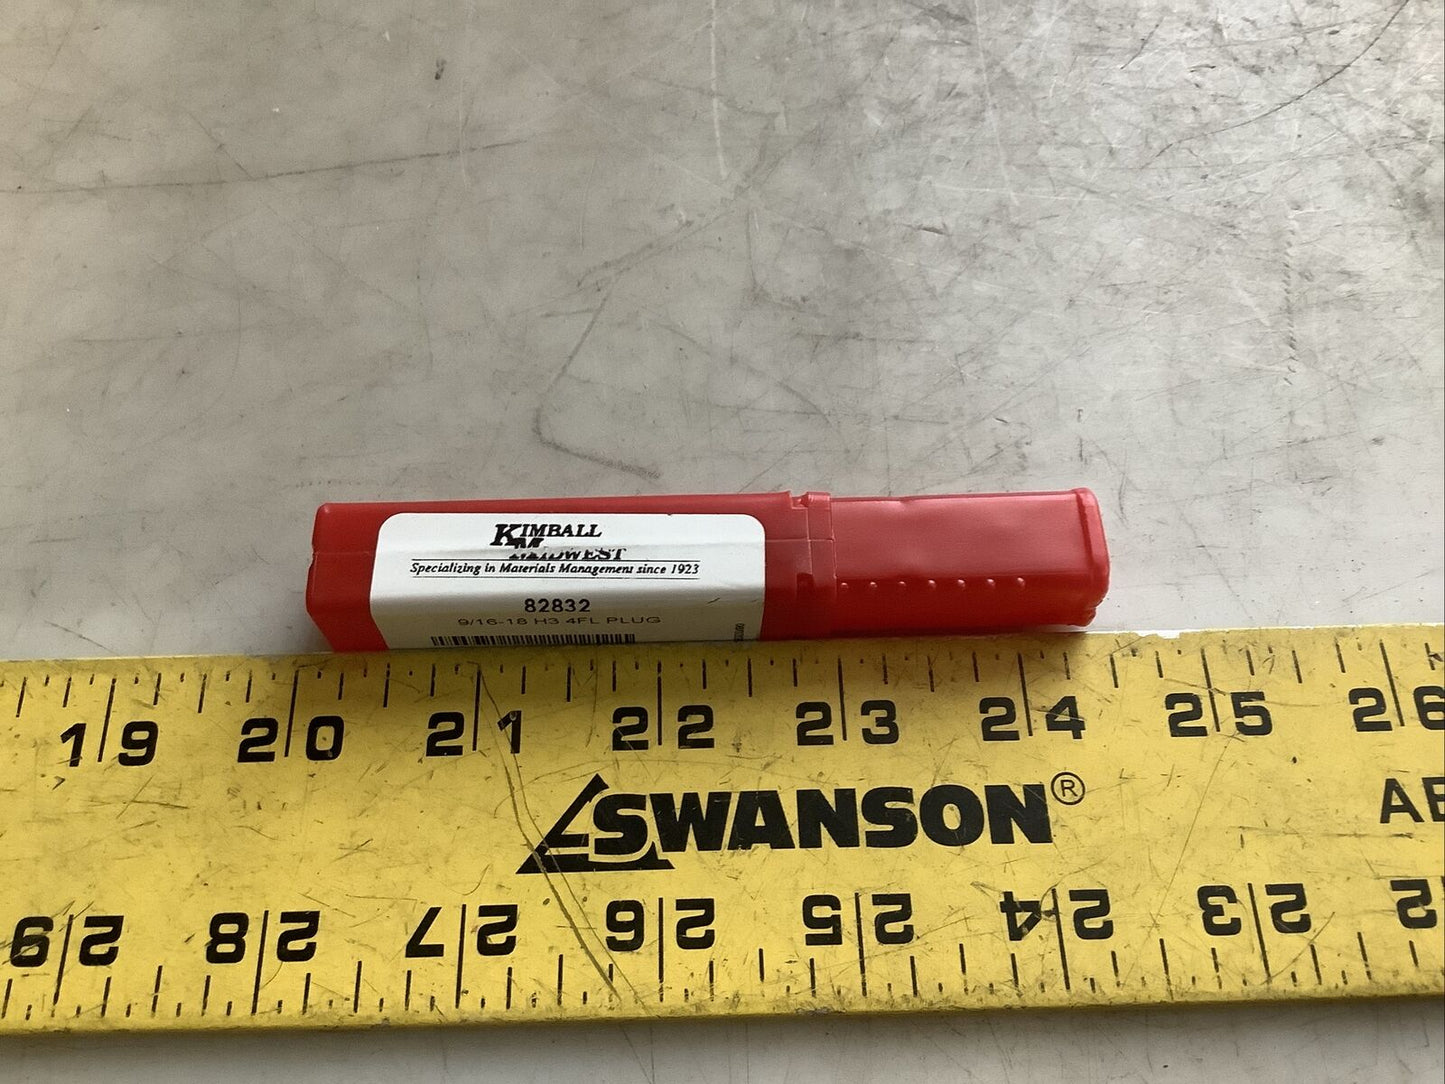 KIMBALL
MIDWEST
Specializing in Materials Management since 1923
82832
9/16-18 H3 4FL PLUG
19 20 21 22 23 24 25 26
SWANSON®
29 28 27 26 25 24 23